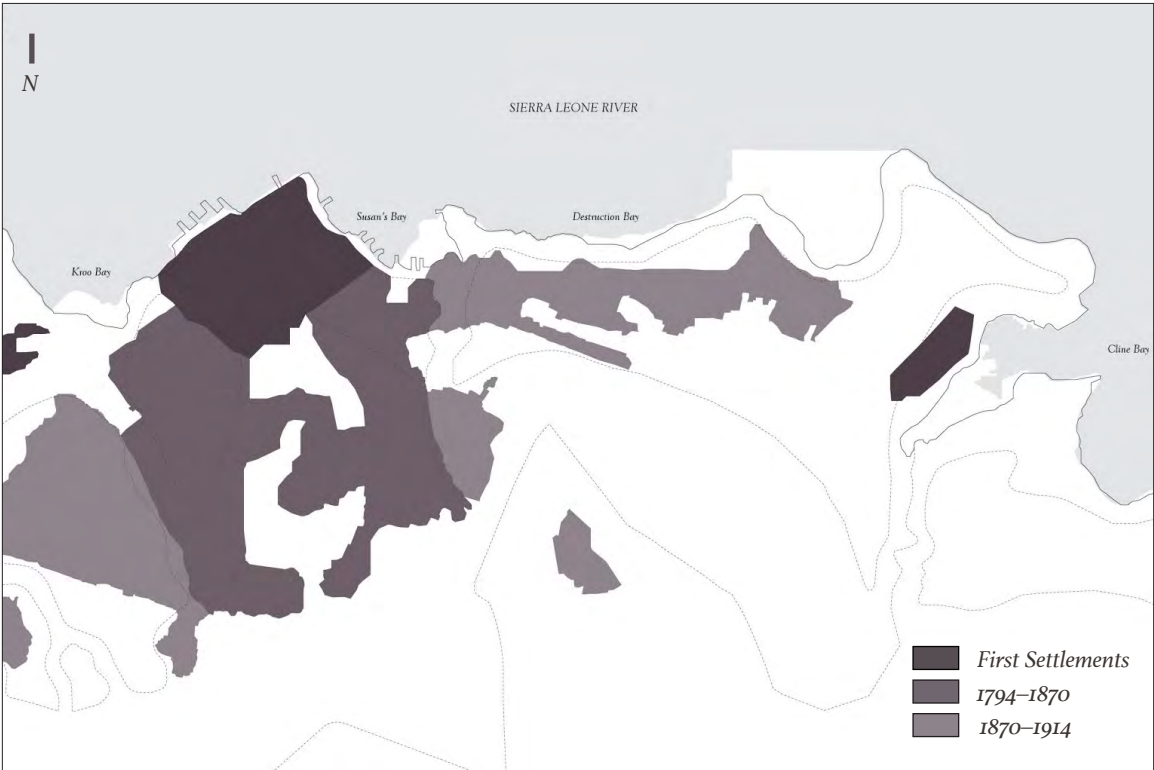 N
SIERRA LEONE RIVER
Susan's Bay
Destruction Bay
Kroo Bay
Cline Bay
First Settlements
1794–1870
1870–1914